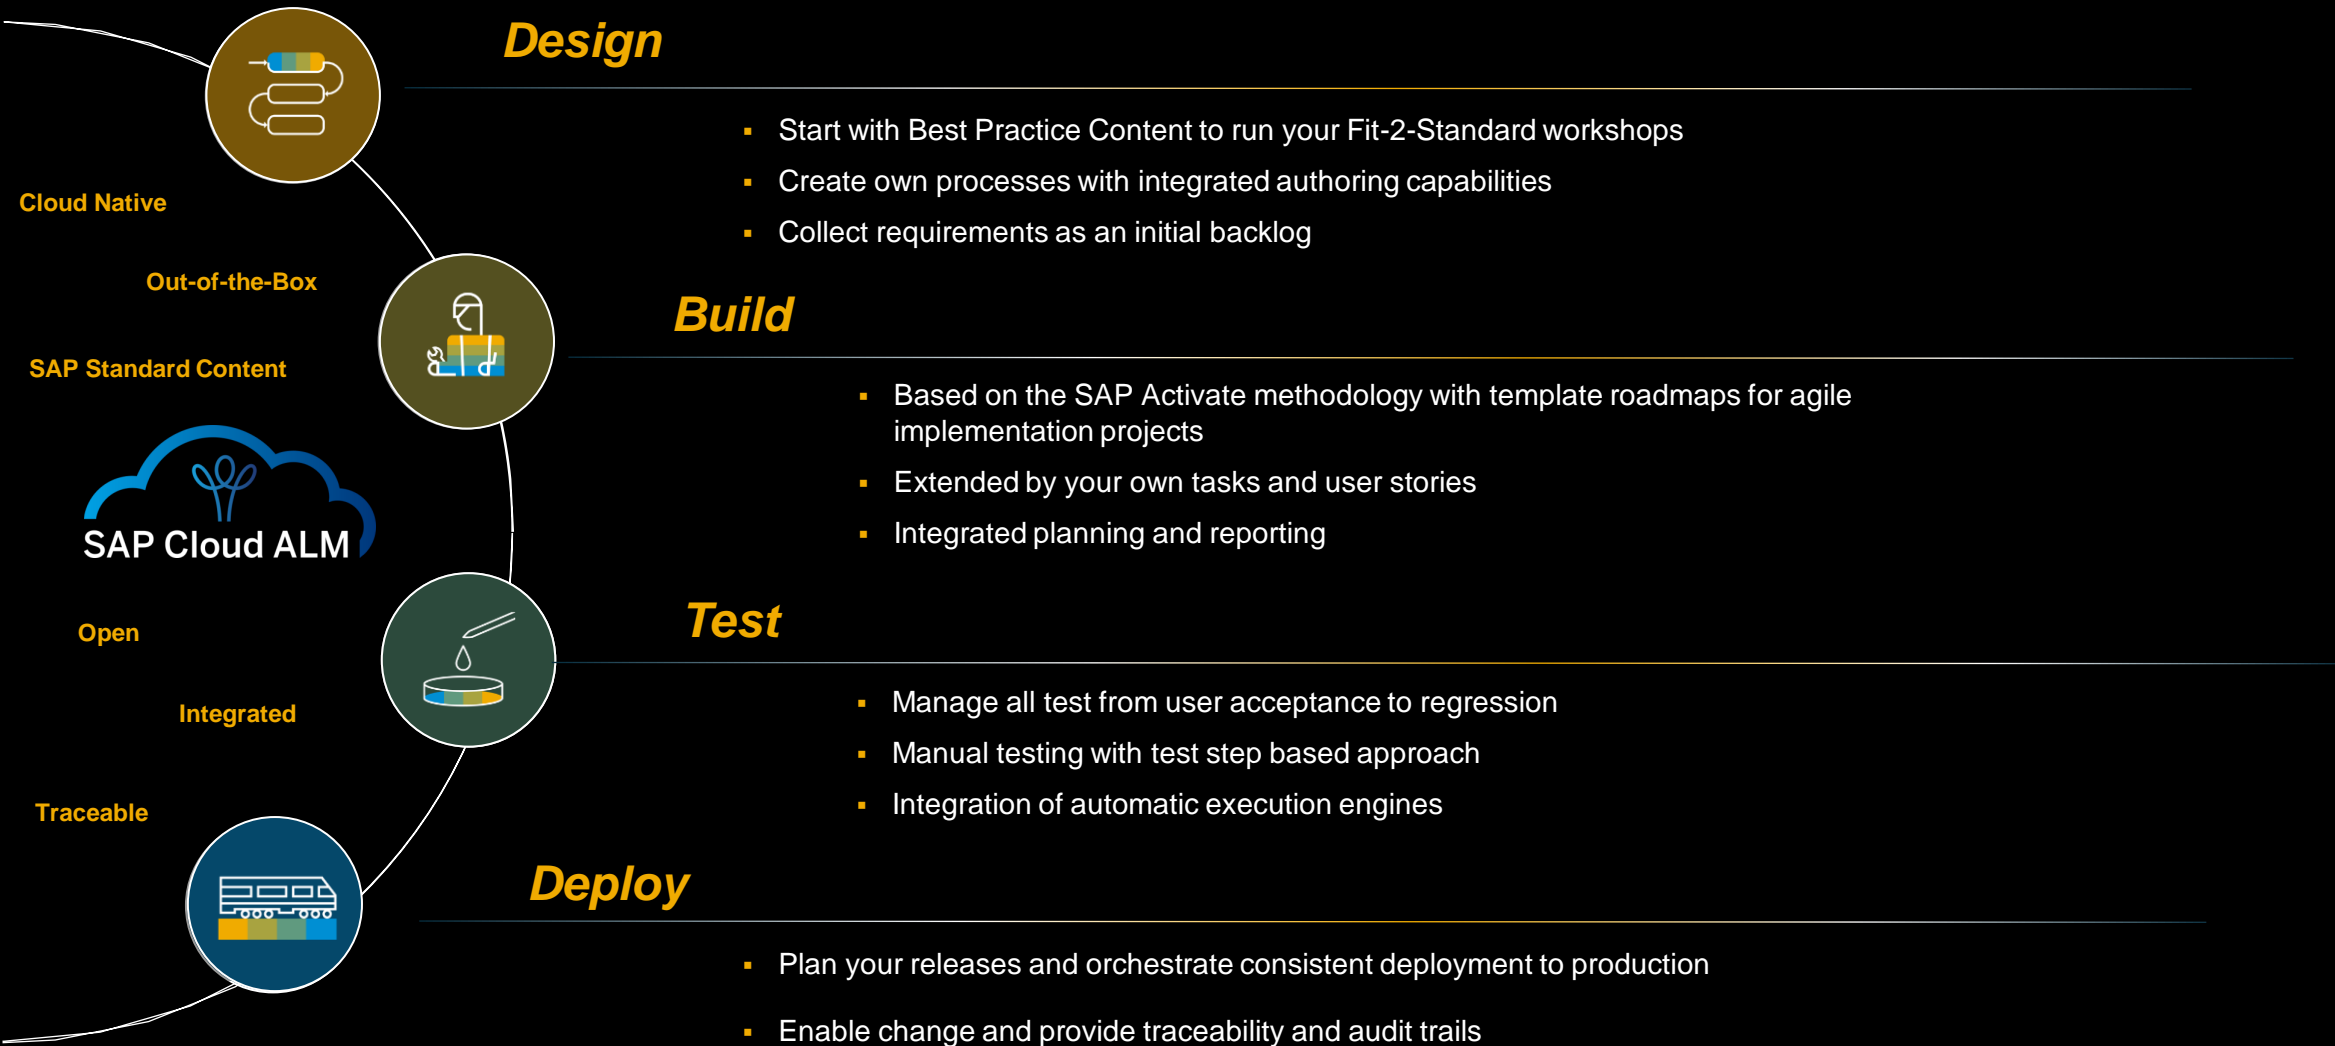 Design
Start with Best Practice Content to run your Fit-2-Standard workshops
Create own processes with integrated authoring capabilities
Collect requirements as an initial backlog
Cloud Native
Out-of-the-Box
SAP Standard Content
SAP Cloud ALM
Open
Integrated
Traceable
Build
Based on the SAP Activate methodology with template roadmaps for agile
implementation projects
Extended by your own tasks and user stories
Integrated planning and reporting
Test
Manage all test from user acceptance to regression
Manual testing with test step based approach
Integration of automatic execution engines
Deploy
Plan your releases and orchestrate consistent deployment to production
Enable change and provide traceability and audit trails